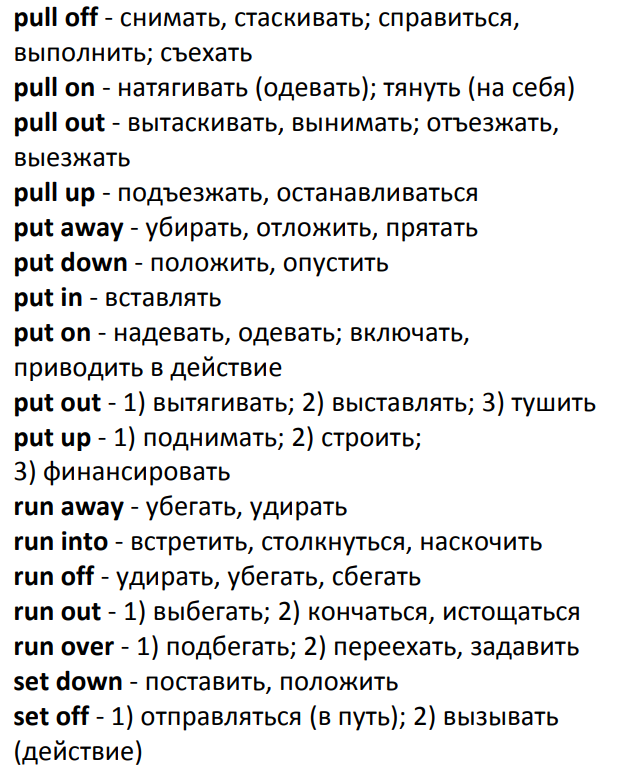 pull off - снимать, стаскивать; справиться,
выполнить; съехать
pull on - натягивать (одевать); тянуть (на себя)
pull out - вытаскивать, вынимать; отъезжать,
выезжать
pull up - подъезжать, останавливаться
put away - убирать, отложить, прятать
put down - положить, опустить
put in - вставлять
put on - надевать, одевать; включать,
приводить в действие
put out - 1) вытягивать; 2) выставлять; 3) тушить
put up - 1) поднимать; 2) строить;
3) финансировать
run away - убегать, удирать
run into - встретить, столкнуться, наскочить
run off - удирать, убегать, сбегать
run out - 1) выбегать; 2) кончаться, истощаться
run over - 1) подбегать; 2) переехать, задавить
set down - поставить, положить
set off - 1) отправляться (в путь); 2) вызывать
(действие)